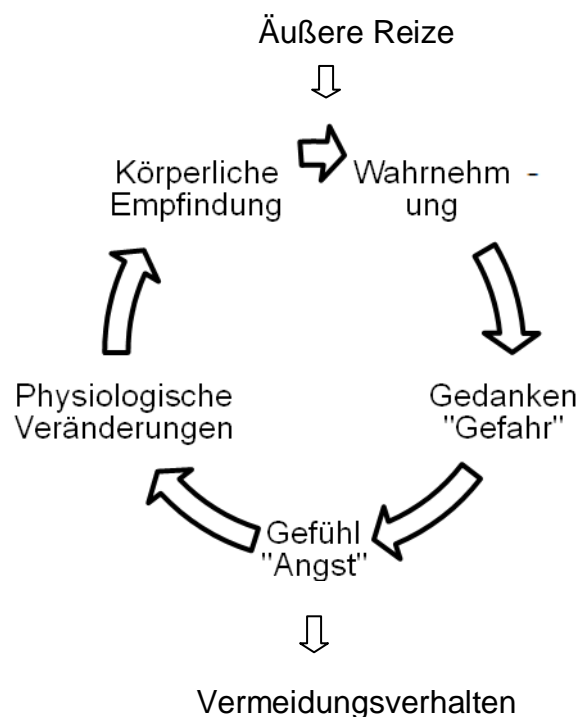 Äußere Reize
Körperliche
Empfindung
Wahrnehm -
ung
Physiologische
Veränderungen
Gedanken
"Gefahr"
Gefühl
"Angst"
Vermeidungsverhalten